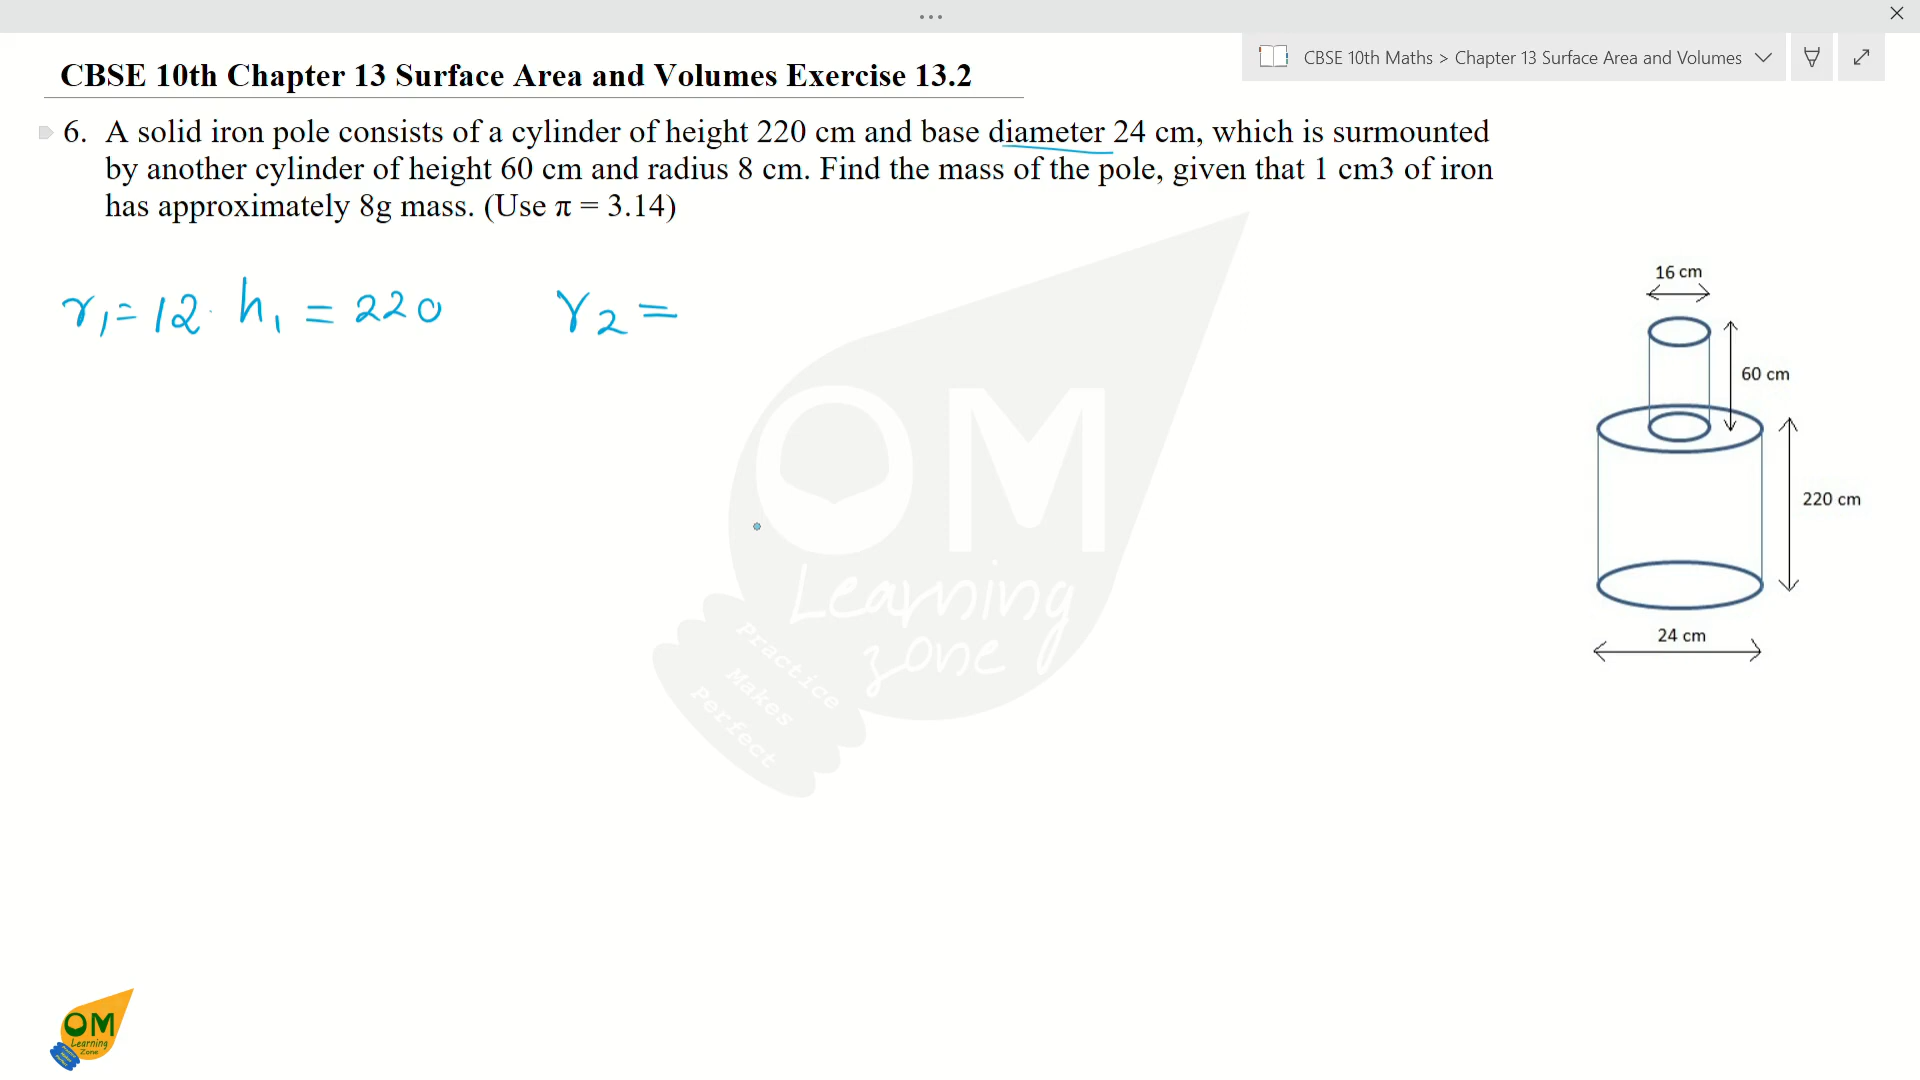 CBSE 10th Maths > Chapter 13 Surface Area and Volumes
CBSE 10th Chapter 13 Surface Area and Volumes Exercise 13.2
6. A solid iron pole consists of a cylinder of height 220 cm and base diameter 24 cm, which is surmounted
by another cylinder of height 60 cm and radius 8 cm. Find the mass of the pole, given that 1 cm3 of iron
has approximately 8g mass. (Use π = 3.14)
r₁ = 12. h₁ = 220 r₂ =
16 cm
60 cm
220 cm
24 cm
OM
Learning
Zone
Practice
Makes
Perfect
OM
Learning
Zone